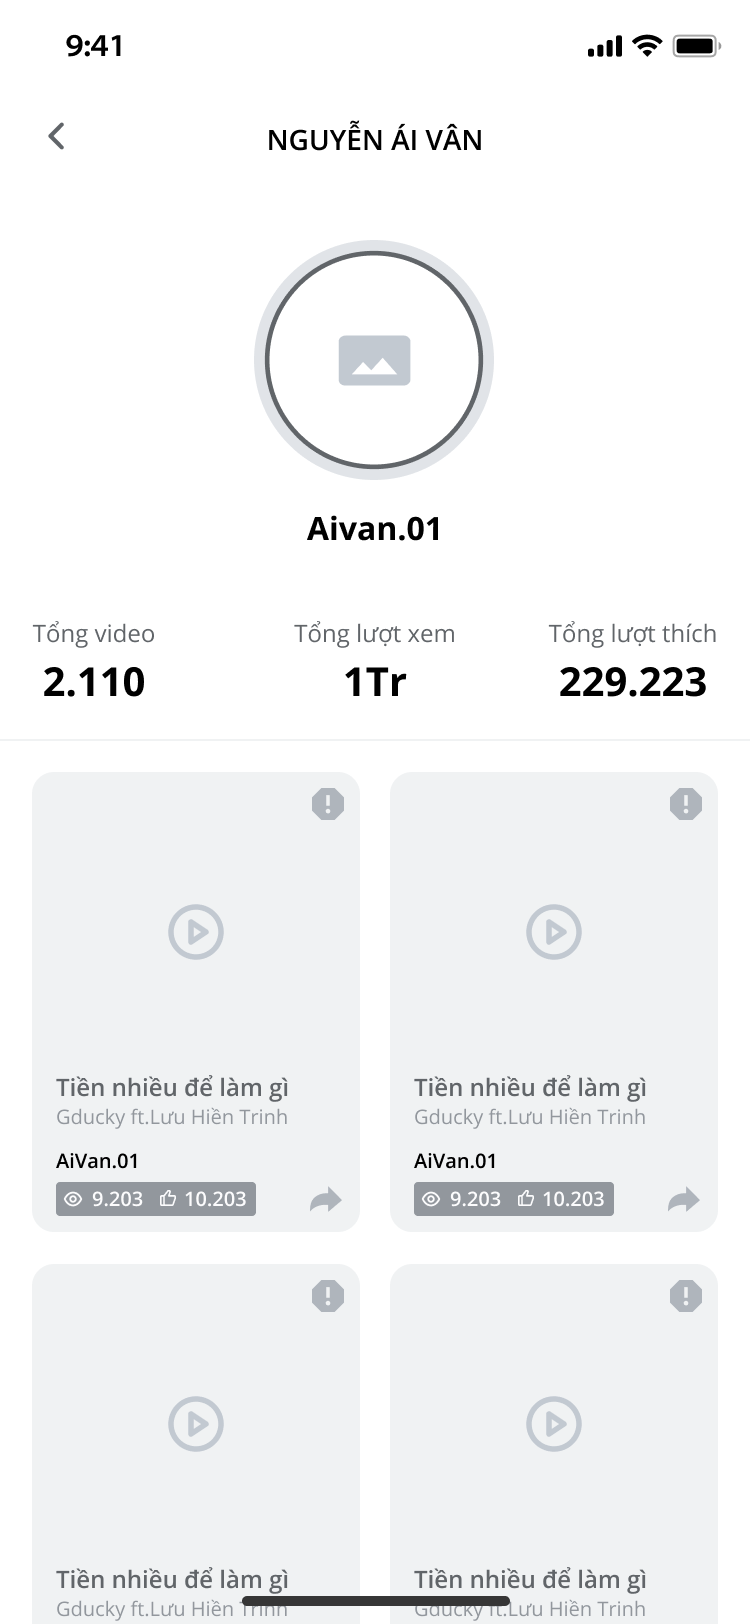 9:41
NGUYỄN ÁI VÂN
Aivan.01
Tổng video
2.110
Tổng lượt xem
1Tr
Tổng lượt thích
229.223
Tiền nhiều để làm gì
Gducky ft.Lưu Hiền Trinh
AiVan.01
9.203 10.203
Tiền nhiều để làm gì
Gducky ft.Lưu Hiền Trinh
AiVan.01
9.203 10.203
Tiền nhiều để làm gì
Gducky ft.Lưu Hiền Trinh
Tiền nhiều để làm gì
Gducky ft.Lưu Hiền Trinh